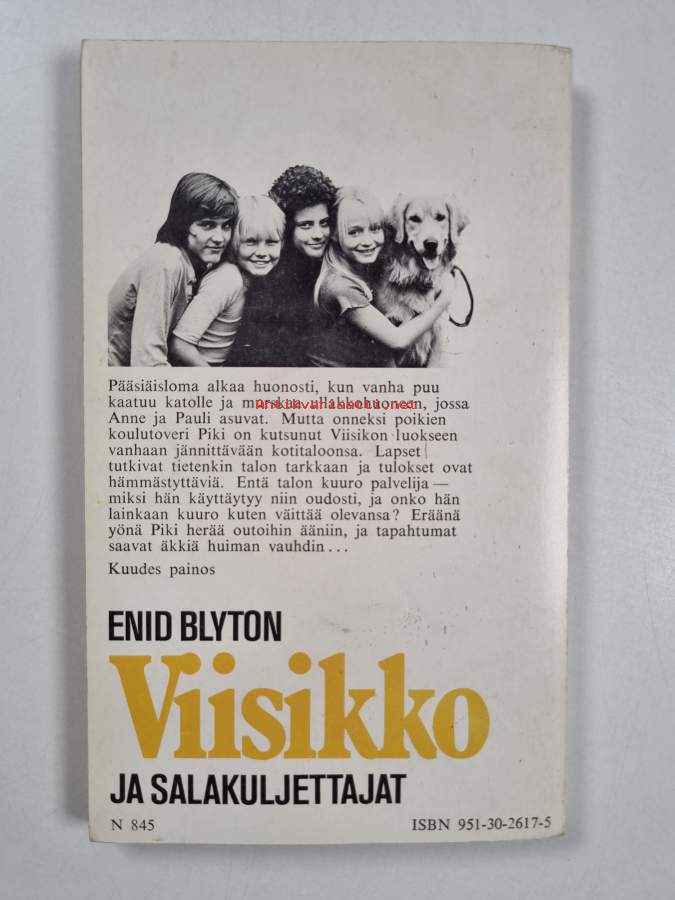 Pääsiäisloma alkaa huonosti, kun vanha puu
kaatuu katolle ja murskaa ullakkohuoneen, jossa
Antikvariaatti.net
Anne ja Pauli asuvat. Mutta onneksi poikien
koulutoveri Piki on kutsunut Viisikon luokseen
vanhaan jännittävään kotitaloonsa. Lapset
tutkivat tietenkin talon tarkkaan ja tulokset ovat
hämmästyttäviä. Entä talon kuuro palvelija —
miksi hän käyttäytyy niin oudosti, ja onko hän
lainkaan kuuro kuten väittää olevansa? Eräänä
yönä Piki herää outoihin ääniin, ja tapahtumat
saavat äkkiä huiman vauhdin...
Kuudes painos
ENID BLYTON
Viisikko
JA SALAKULJETTAJAT
N 845
ISBN 951-30-2617-5